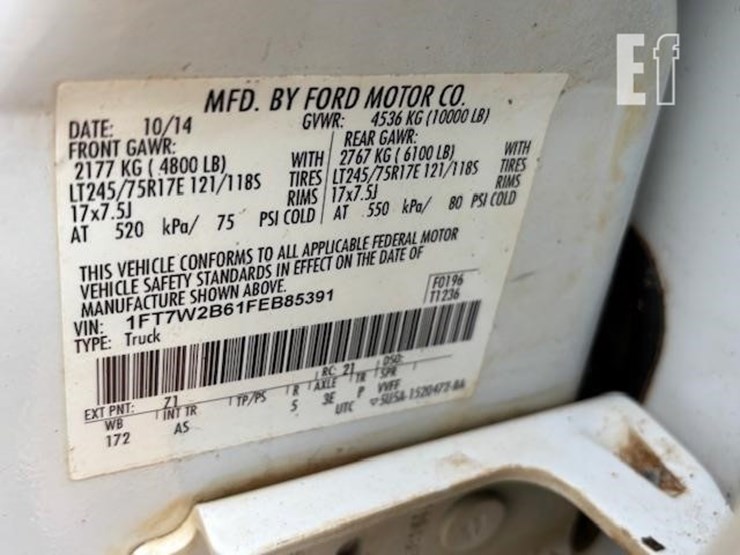 Ef
MFD. BY FORD MOTOR CO.
DATE: 10/14 GVWR: 4536 KG (10000 LB)
FRONT GAWR: REAR GAWR:
2177 KG ( 4800 LB) WITH 2767 KG ( 6100 LB) WITH
LT245/75R17E 121/118S TIRES LT245/75R17E 121/118S TIRES
17x7.5J RIMS 17x7.5J RIMS
AT 520 kPa/ 75 PSI COLD AT 550 kPa/ 80 PSI COLD
THIS VEHICLE CONFORMS TO ALL APPLICABLE FEDERAL MOTOR
VEHICLE SAFETY STANDARDS IN EFFECT ON THE DATE OF
MANUFACTURE SHOWN ABOVE.
VIN: 1FT7W2B61FEB85391 F0196
TYPE: Truck T1236
EXT PNT: Z1 RC: 21 DSO:
WB INT TR TP/PS R AXLE TR SPR
172 AS 5 3E P VVFF
UTC